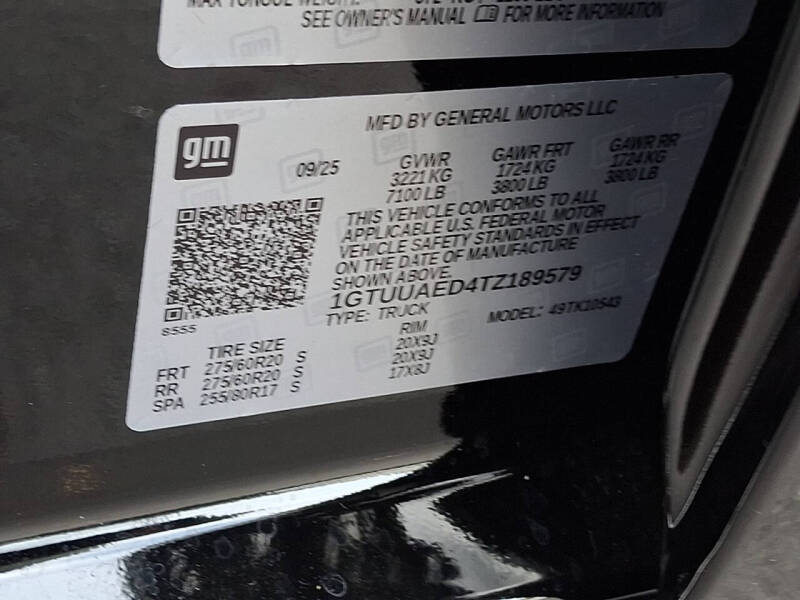 MAX TONGUE WEIGHT:
SEE OWNER'S MANUAL FOR MORE INFORMATION
gm
MFD BY GENERAL MOTORS LLC
09/25
GVWR GAWR FRT GAWR RR
3221 KG 1724 KG 1724 KG
7100 LB 3800 LB 3800 LB
THIS VEHICLE CONFORMS TO ALL
APPLICABLE U.S. FEDERAL MOTOR
VEHICLE SAFETY STANDARDS IN EFFECT
ON THE DATE OF MANUFACTURE
SHOWN ABOVE.
1GTUUAED4TZ189579
8555
TYPE: TRUCK MODEL: 49TK10543
TIRE SIZE RIM
FRT 275/60R20 S 20X9J
RR 275/60R20 S 20X9J
SPA 255/80R17 S 17X8J